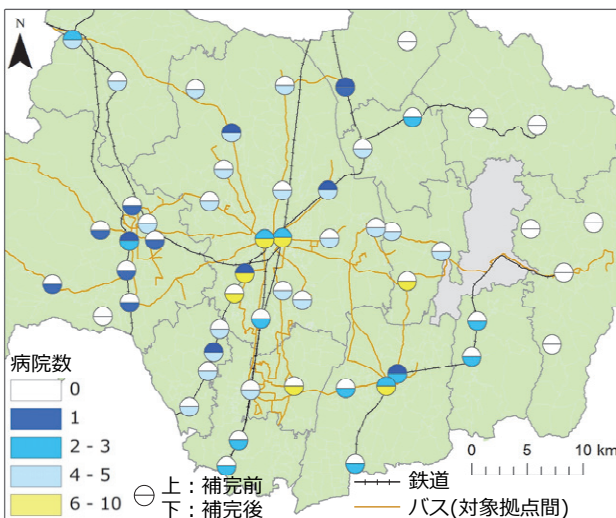 N
病院数
0
1
2 - 3
4 - 5
6 - 10
上：補完前
下：補完後
0 5 10 km
鉄道
バス(対象拠点間)